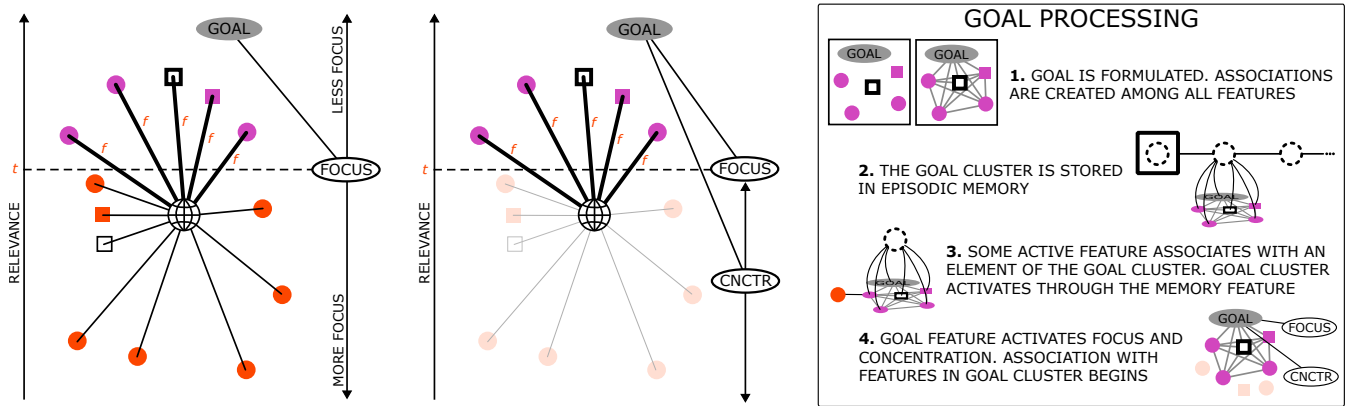 GOAL
LESS FOCUS
f
f
f
f
f
t
FOCUS
RELEVANCE
MORE FOCUS
GOAL
f
f
f
f
f
t
FOCUS
RELEVANCE
CNCTR
GOAL PROCESSING
GOAL
GOAL
1. GOAL IS FORMULATED. ASSOCIATIONS
ARE CREATED AMONG ALL FEATURES
2. THE GOAL CLUSTER IS STORED
IN EPISODIC MEMORY
GOAL
3. SOME ACTIVE FEATURE ASSOCIATES WITH AN
ELEMENT OF THE GOAL CLUSTER. GOAL CLUSTER
ACTIVATES THROUGH THE MEMORY FEATURE
GOAL
4. GOAL FEATURE ACTIVATES FOCUS AND
CONCENTRATION. ASSOCIATION WITH
FEATURES IN GOAL CLUSTER BEGINS
GOAL
FOCUS
CNCTR